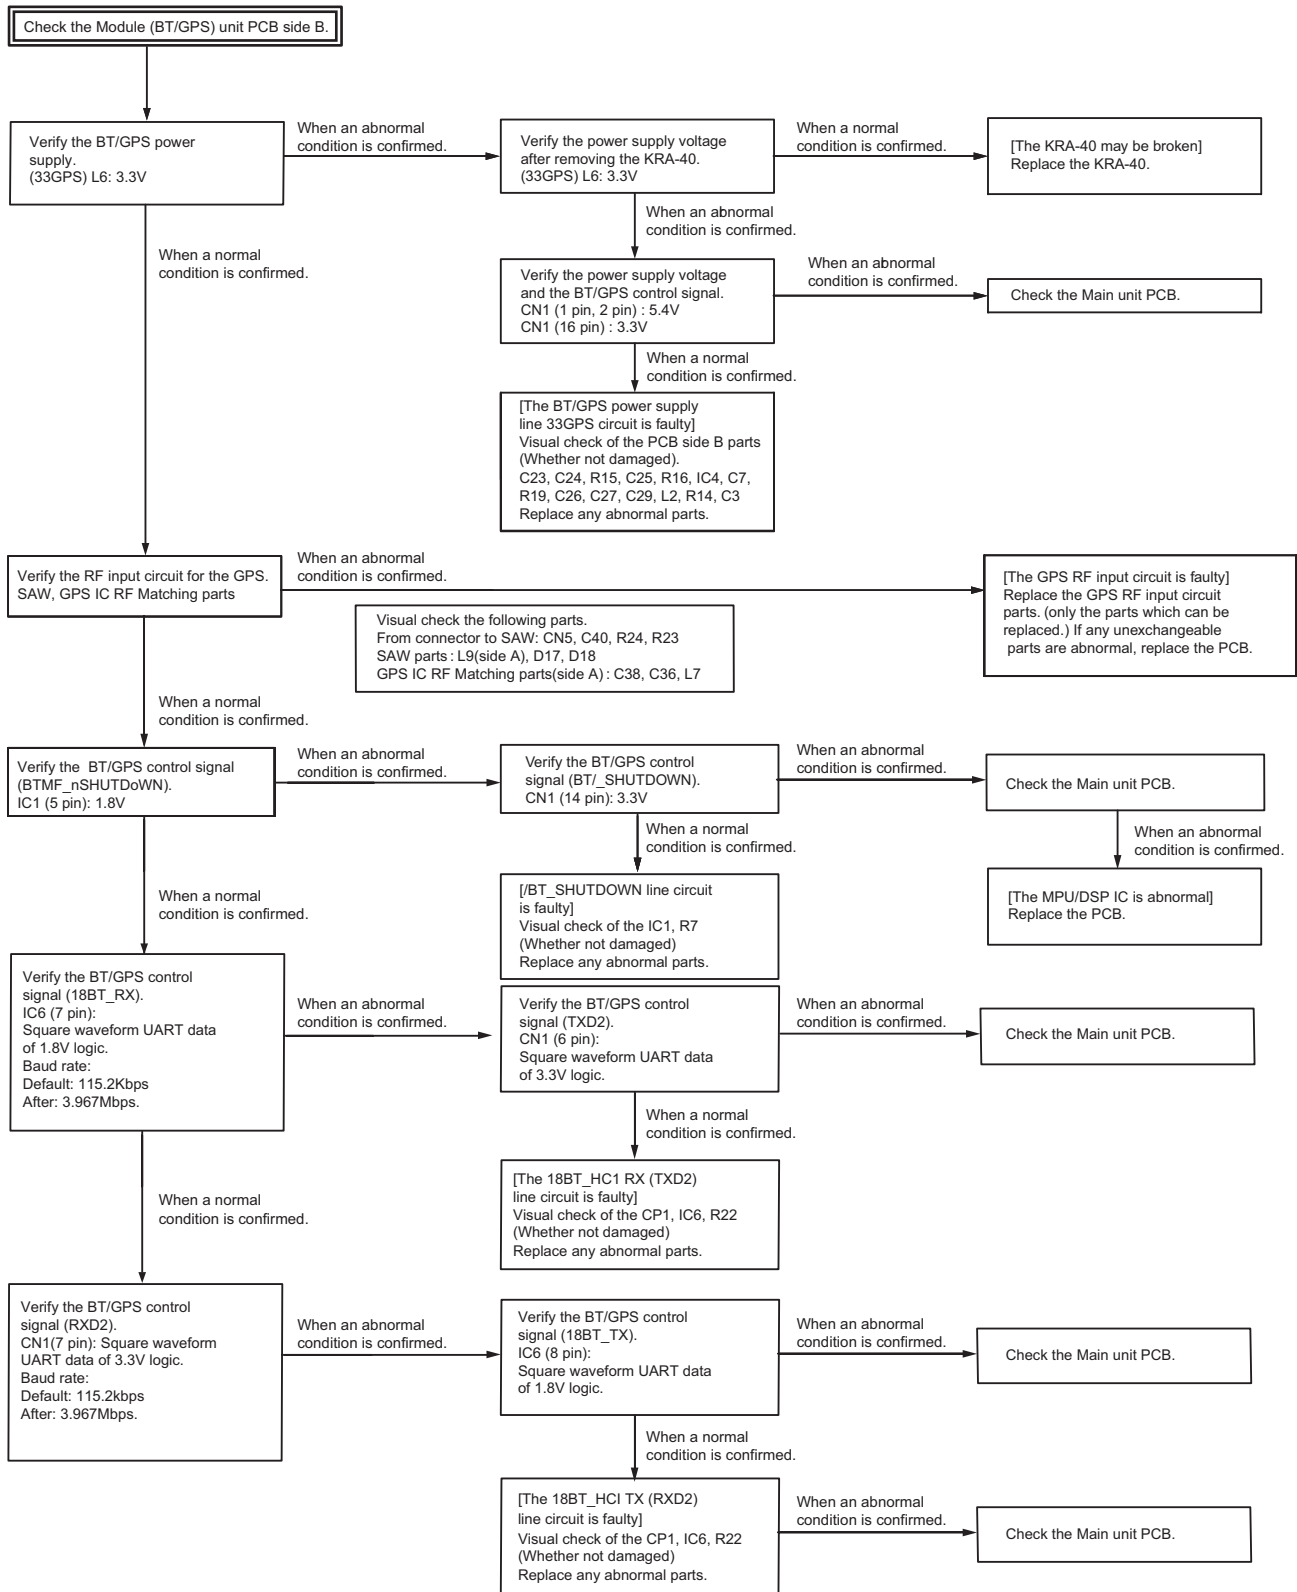 Check the Module (BT/GPS) unit PCB side B.
Verify the BT/GPS power
supply.
(33GPS) L6: 3.3V
When an abnormal
condition is confirmed.
Verify the power supply voltage
after removing the KRA-40.
(33GPS) L6: 3.3V
When a normal
condition is confirmed.
[The KRA-40 may be broken]
Replace the KRA-40.
When an abnormal
condition is confirmed.
When a normal
condition is confirmed.
Verify the power supply voltage
and the BT/GPS control signal.
CN1 (1 pin, 2 pin) : 5.4V
CN1 (16 pin) : 3.3V
When an abnormal
condition is confirmed.
Check the Main unit PCB.
When a normal
condition is confirmed.
[The BT/GPS power supply
line 33GPS circuit is faulty]
Visual check of the PCB side B parts
(Whether not damaged).
C23, C24, R15, C25, R16, IC4, C7,
R19, C26, C27, C29, L2, R14, C3
Replace any abnormal parts.
Verify the RF input circuit for the GPS.
SAW, GPS IC RF Matching parts
When an abnormal
condition is confirmed.
[The GPS RF input circuit is faulty]
Replace the GPS RF input circuit
parts. (only the parts which can be
replaced.) If any unexchangeable
parts are abnormal, replace the PCB.
Visual check the following parts.
From connector to SAW: CN5, C40, R24, R23
SAW parts : L9(side A), D17, D18
GPS IC RF Matching parts(side A) : C38, C36, L7
When a normal
condition is confirmed.
Verify the BT/GPS control signal
(BTMF_nSHUTDoWN).
IC1 (5 pin): 1.8V
When an abnormal
condition is confirmed.
Verify the BT/GPS control
signal (BT/_SHUTDOWN).
CN1 (14 pin): 3.3V
When an abnormal
condition is confirmed.
Check the Main unit PCB.
When a normal
condition is confirmed.
When an abnormal
condition is confirmed.
When a normal
condition is confirmed.
[/BT_SHUTDOWN line circuit
is faulty]
Visual check of the IC1, R7
(Whether not damaged)
Replace any abnormal parts.
[The MPU/DSP IC is abnormal]
Replace the PCB.
Verify the BT/GPS control
signal (18BT_RX).
IC6 (7 pin):
Square waveform UART data
of 1.8V logic.
Baud rate:
Default: 115.2Kbps
After: 3.967Mbps.
When an abnormal
condition is confirmed.
Verify the BT/GPS control
signal (TXD2).
CN1 (6 pin):
Square waveform UART data
of 3.3V logic.
When an abnormal
condition is confirmed.
Check the Main unit PCB.
When a normal
condition is confirmed.
[The 18BT_HC1 RX (TXD2)
line circuit is faulty]
Visual check of the CP1, IC6, R22
(Whether not damaged)
Replace any abnormal parts.
When a normal
condition is confirmed.
Verify the BT/GPS control
signal (RXD2).
CN1(7 pin): Square waveform
UART data of 3.3V logic.
Baud rate:
Default: 115.2kbps
After: 3.967Mbps.
When an abnormal
condition is confirmed.
Verify the BT/GPS control
signal (18BT_TX).
IC6 (8 pin):
Square waveform UART data
of 1.8V logic.
When an abnormal
condition is confirmed.
Check the Main unit PCB.
When a normal
condition is confirmed.
[The 18BT_HCI TX (RXD2)
line circuit is faulty]
Visual check of the CP1, IC6, R22
(Whether not damaged)
Replace any abnormal parts.
When an abnormal
condition is confirmed.
Check the Main unit PCB.